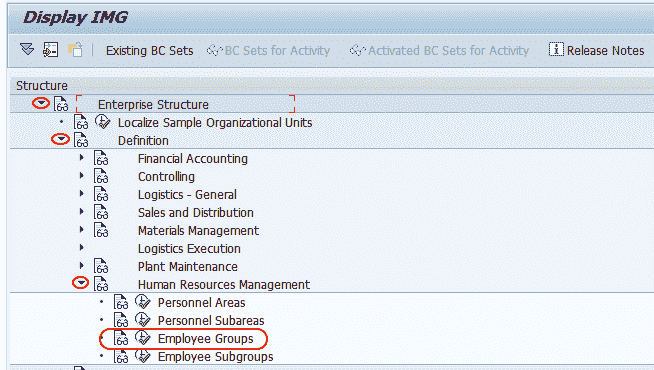 Display IMG
Existing BC Sets BC Sets for Activity Activated BC Sets for Activity Release Notes
Structure
Enterprise Structure
Localize Sample Organizational Units
Definition
Financial Accounting
Controlling
Logistics - General
Sales and Distribution
Materials Management
Logistics Execution
Plant Maintenance
Human Resources Management
Personnel Areas
Personnel Subareas
Employee Groups
Employee Subgroups